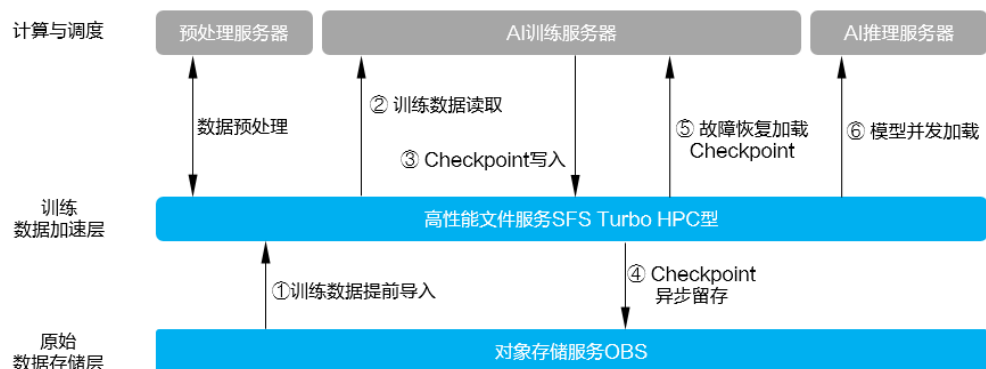 计算与调度
预处理服务器
AI训练服务器
AI推理服务器
数据预处理
② 训练数据读取
③ Checkpoint写入
⑤ 故障恢复加载
Checkpoint
⑥ 模型并发加载
训练
数据加速层
高性能文件服务SFS Turbo HPC型
①训练数据提前导入
④ Checkpoint
异步留存
原始
数据存储层
对象存储服务OBS